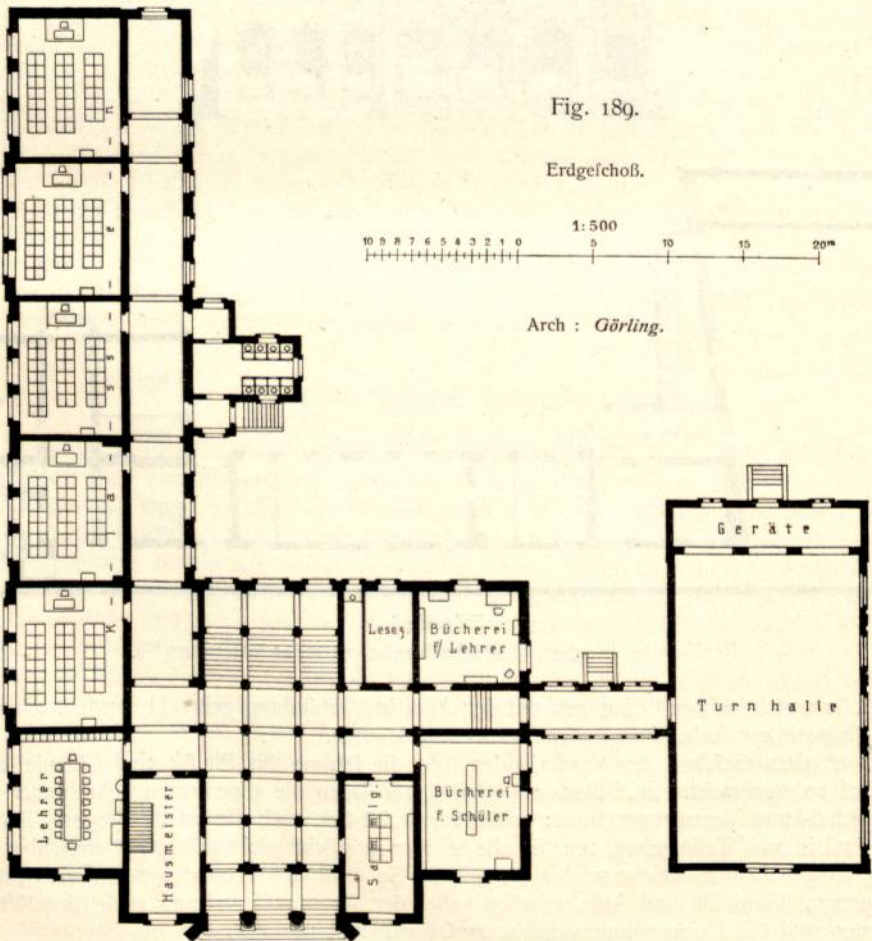 Fig. 189.
Erdgeſchoß.
1:500
10 9 8 7 6 5 4 3 2 1 0 5 10 15 20 m
Arch : Görling.
K l a s s e n
Geräte
Turnhalle
Lesez.
Bücherei
f/ Lehrer
Lehrer
Hausmeister
Sammlg.
Bücherei
f. Schüler